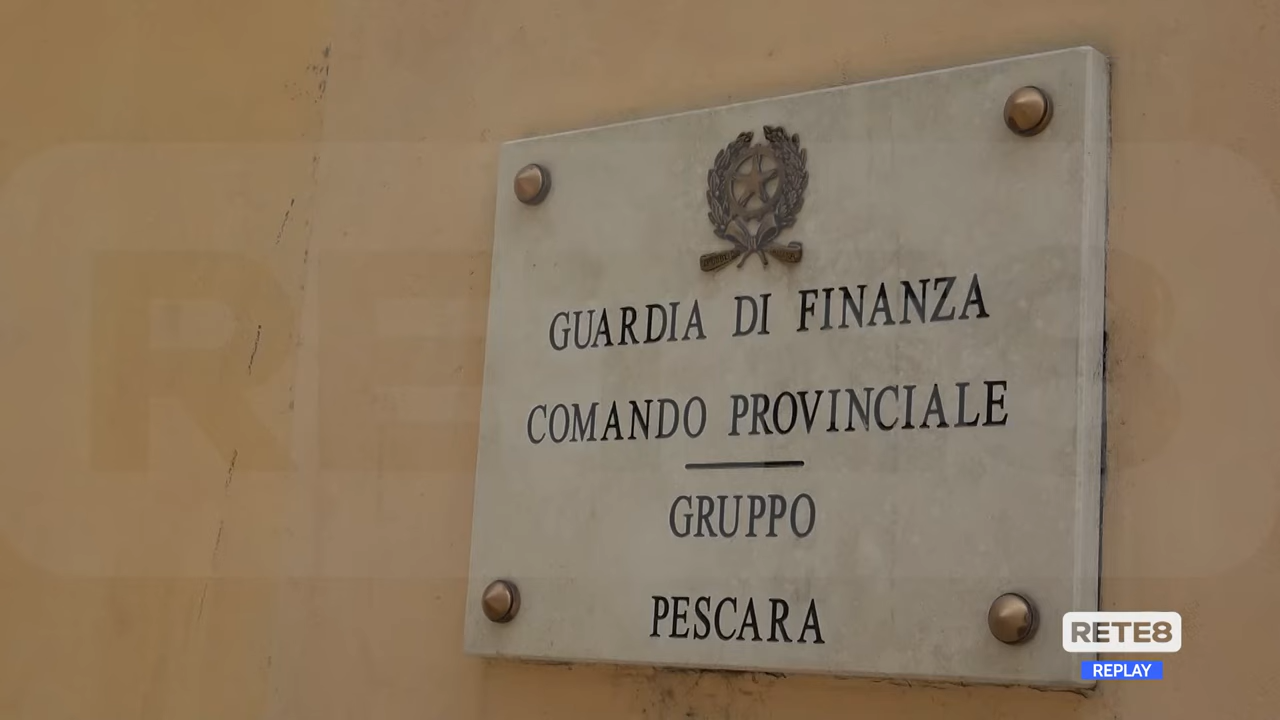 GUARDIA DI FINANZA
COMANDO PROVINCIALE
GRUPPO
PESCARA
RETE8
REPLAY